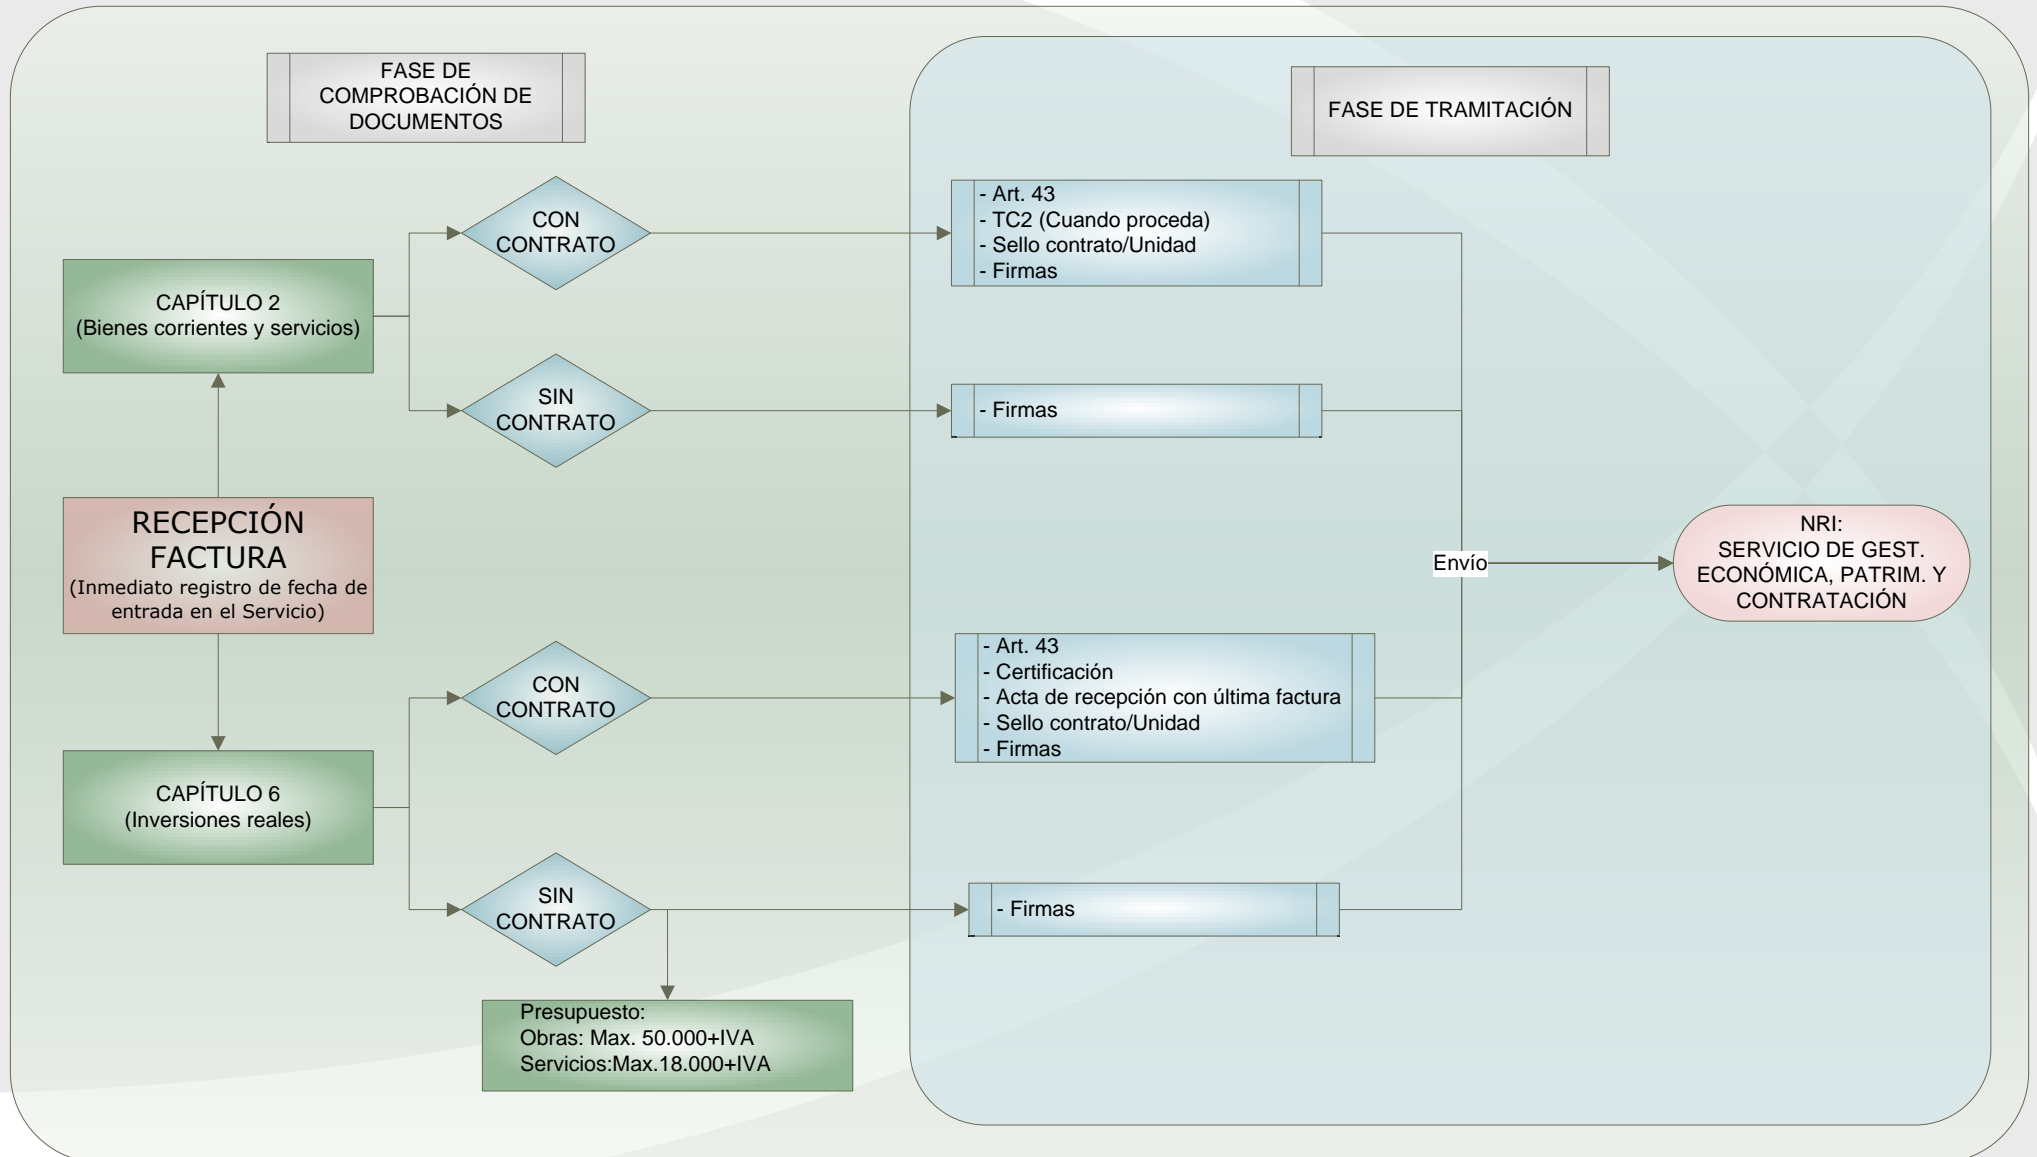 FASE DE
COMPROBACIÓN DE
DOCUMENTOS
FASE DE TRAMITACIÓN
CON
CONTRATO
- Art. 43
- TC2 (Cuando proceda)
- Sello contrato/Unidad
- Firmas
CAPÍTULO 2
(Bienes corrientes y servicios)
SIN
CONTRATO
- Firmas
RECEPCIÓN
FACTURA
(Inmediato registro de fecha de
entrada en el Servicio)
Envío
NRI:
SERVICIO DE GEST.
ECONÓMICA, PATRIM. Y
CONTRATACIÓN
CON
CONTRATO
- Art. 43
- Certificación
- Acta de recepción con última factura
- Sello contrato/Unidad
- Firmas
CAPÍTULO 6
(Inversiones reales)
SIN
CONTRATO
- Firmas
Presupuesto:
Obras: Max. 50.000+IVA
Servicios:Max.18.000+IVA